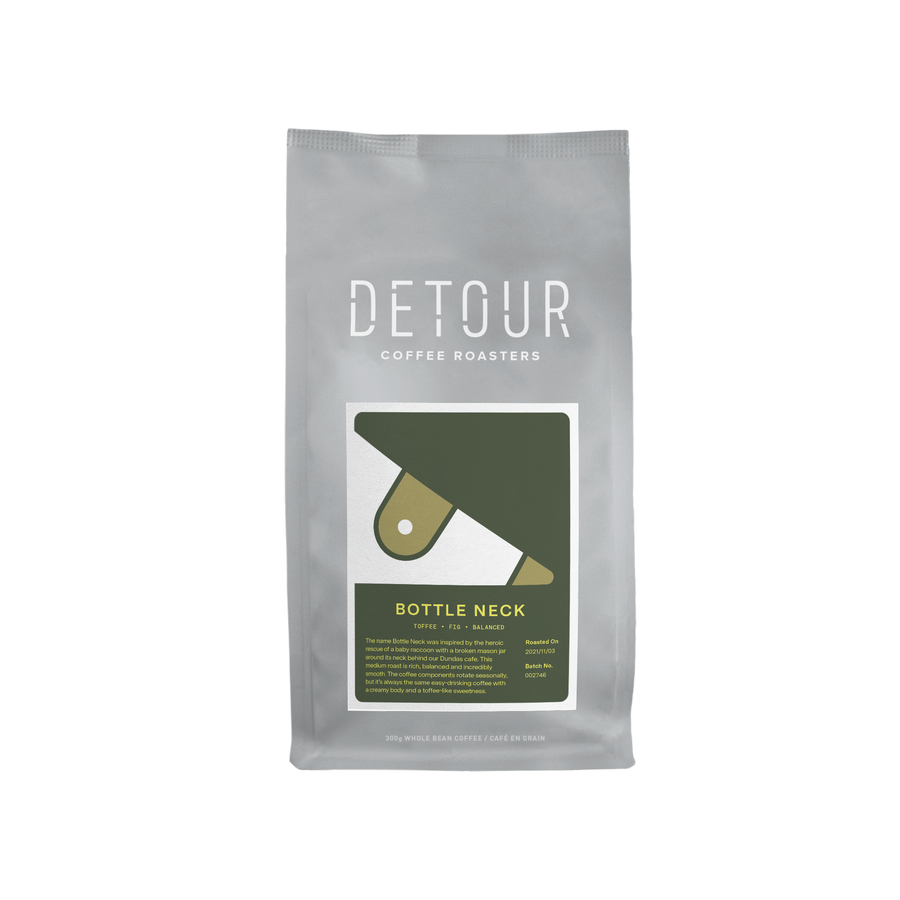 DETOUR
COFFEE ROASTERS
BOTTLE NECK
TOFFEE • FIG • BALANCED
The name Bottle Neck was inspired by the heroic
rescue of a baby raccoon with a broken mason jar
around its neck behind our Dundas cafe. This
medium roast is rich, balanced and incredibly
smooth. The coffee components rotate seasonally,
but it's always the same easy-drinking coffee with
a creamy body and a toffee-like sweetness.
Roasted On
2021/11/03
Batch No.
002746
300g WHOLE BEAN COFFEE / CAFÉ EN GRAIN